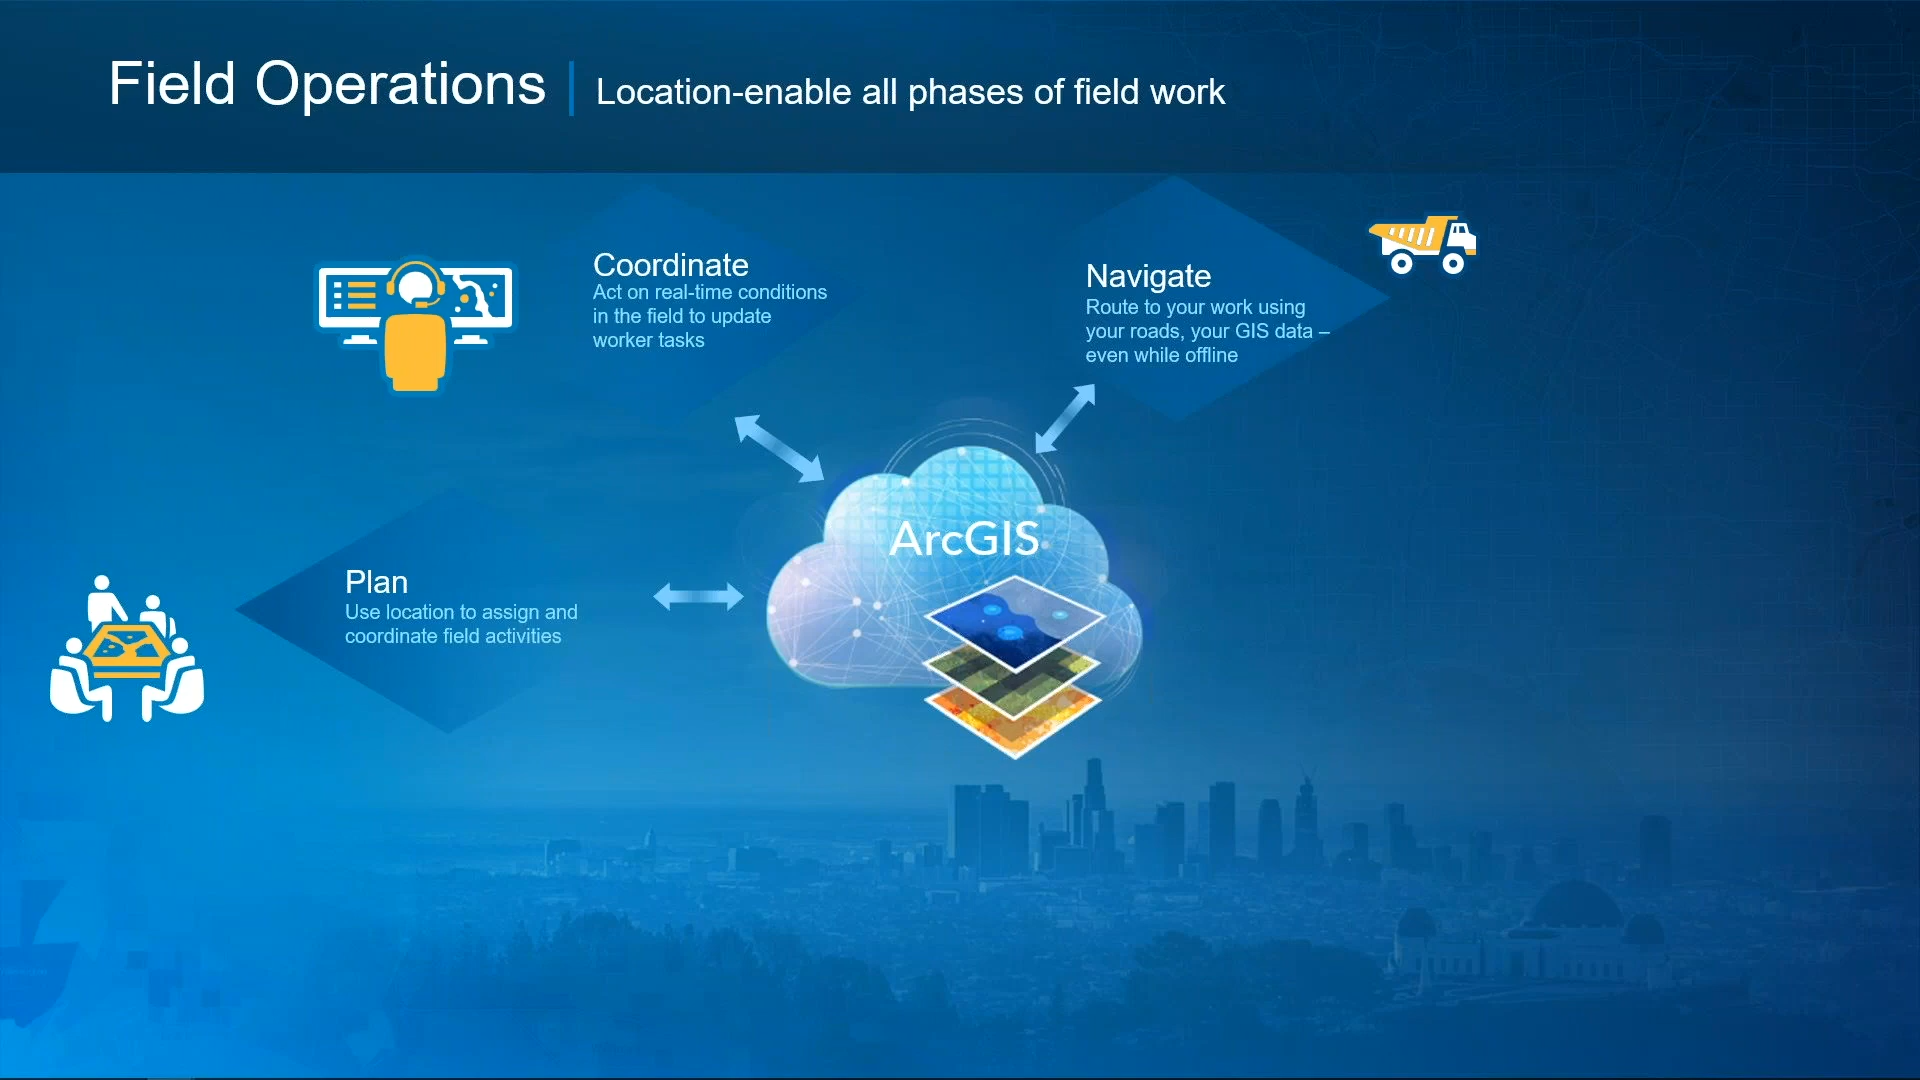 Field Operations | Location-enable all phases of field work
Coordinate
Act on real-time conditions
in the field to update
worker tasks
Navigate
Route to your work using
your roads, your GIS data –
even while offline
ArcGIS
Plan
Use location to assign and
coordinate field activities